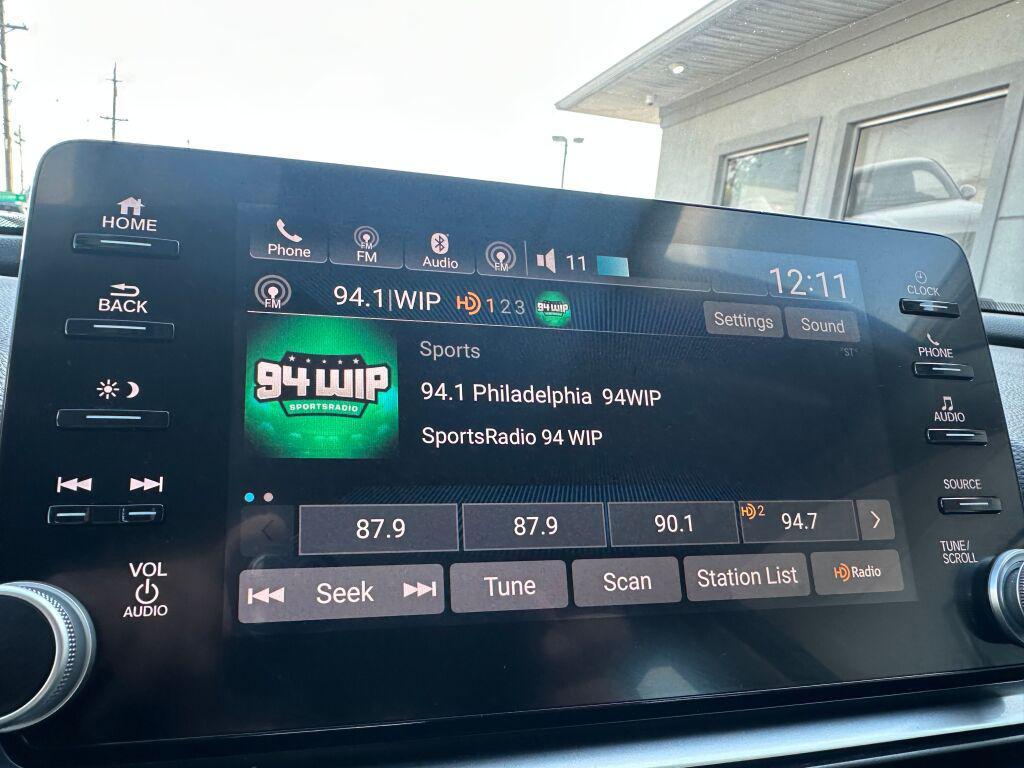 HOME
BACK
VOL
AUDIO
Phone
FM
FM
Audio
FM
11
12:11
FM
94.1|WIP
HD 1 2 3
94 WIP
Settings
Sound
94 WIP
SPORTSRADIO
Sports
"ST"
94.1 Philadelphia 94WIP
SportsRadio 94 WIP
87.9
87.9
90.1
HD 2 94.7
Seek
Tune
Scan
Station List
HD Radio
CLOCK
PHONE
AUDIO
SOURCE
TUNE/
SCROLL